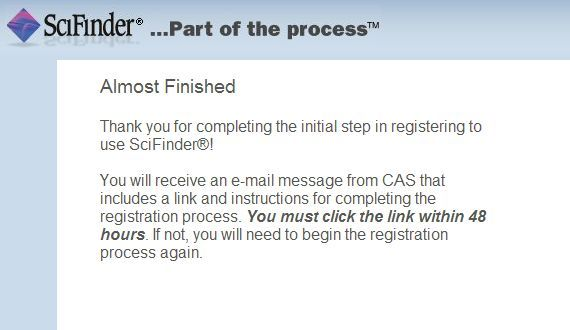 SciFinder® ...Part of the process™
Almost Finished
Thank you for completing the initial step in registering to
use SciFinder®!
You will receive an e-mail message from CAS that
includes a link and instructions for completing the
registration process. You must click the link within 48
hours. If not, you will need to begin the registration
process again.